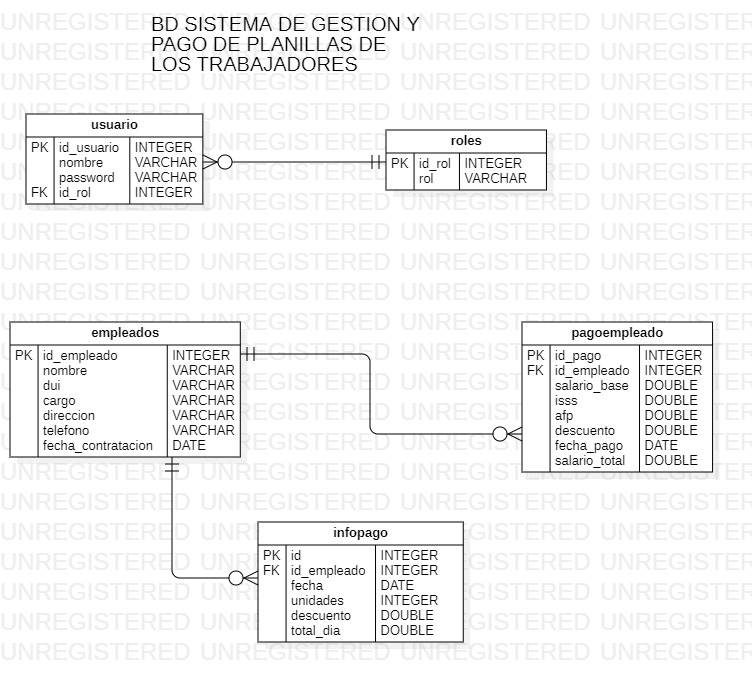 BD SISTEMA DE GESTION Y
PAGO DE PLANILLAS DE
LOS TRABAJADORES
usuario
PK id_usuario INTEGER
nombre VARCHAR
password VARCHAR
FK id_rol INTEGER
roles
PK id_rol INTEGER
rol VARCHAR
empleados
PK id_empleado INTEGER
nombre VARCHAR
dui VARCHAR
cargo VARCHAR
direccion VARCHAR
telefono VARCHAR
fecha_contratacion DATE
pagoempleado
PK id_pago INTEGER
FK id_empleado INTEGER
salario_base DOUBLE
isss DOUBLE
afp DOUBLE
descuento DOUBLE
fecha_pago DATE
salario_total DOUBLE
infopago
PK id INTEGER
FK id_empleado INTEGER
fecha DATE
unidades INTEGER
descuento DOUBLE
total_dia DOUBLE
UNREGISTERED